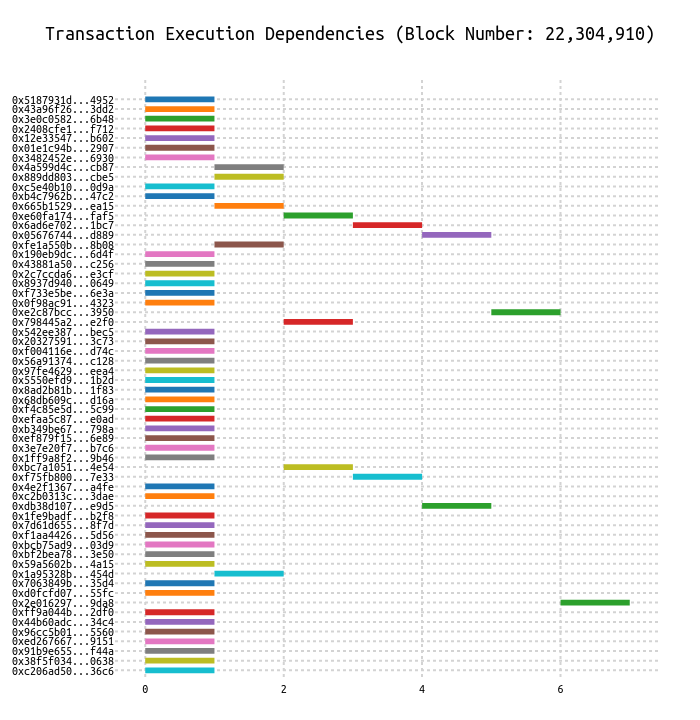 Transaction Execution Dependencies (Block Number: 22,304,910)
0x5187931d...4952
0x43a96f26...3dd2
0x3e0c0582...6b48
0x2408cfe1...f712
0x12e33547...b602
0x01e1c94b...2907
0x3482452e...6930
0x4a599d4c...cb87
0x889dd803...cbe5
0xc5e40b10...0d9a
0xb4c7962b...47c2
0x665b1529...ea15
0xe60fa174...faf5
0x6ad6e702...1bc7
0x05676744...d889
0xfe1a550b...8b08
0x190eb9dc...6d4f
0x43881a50...c256
0x2c7ccda6...e3cf
0x8937d940...0649
0xf733e5be...6e3a
0x0f98ac91...4323
0xe2c87bcc...3950
0x798445a2...e2f0
0x542ee387...bec5
0x20327591...3c73
0xf004116e...d74c
0x56a91374...c128
0x97fe4629...eea4
0x5550efd9...1b2d
0x8ad2b81b...1f83
0x68db609c...d16a
0xf4c85e5d...5c99
0xefaa5c87...e0ad
0xb349be67...798a
0xef879f15...6e89
0x3e7e20f7...b7c6
0x1ff9a8f2...9b46
0xbc7a1051...4e54
0xf75fb800...7e33
0x4e2f1367...a4fe
0xc2b0313c...3dae
0xdb38d107...e9d5
0x1fe9badf...b2f8
0x7d61d655...8f7d
0xf1aa4426...5d56
0xbcb75ad9...03d9
0xbf2bea78...3e50
0x59a5602b...4a15
0x1a95328b...454d
0x7063849b...35d4
0xd0fcfd07...55fc
0x2e016297...9da8
0xff9a044b...2df0
0x44b60adc...34c4
0x96cc5b01...5560
0xed267667...9151
0x91b9e655...f44a
0x38f5f034...0638
0xc206ad50...36c6
0 2 4 6